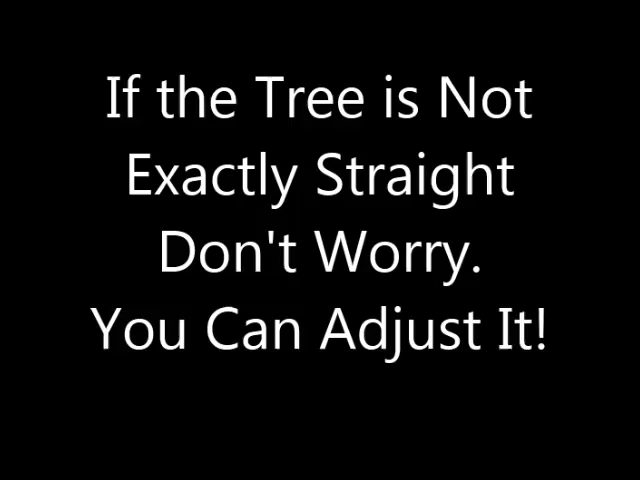 If the Tree is Not
Exactly Straight
Don't Worry.
You Can Adjust It!